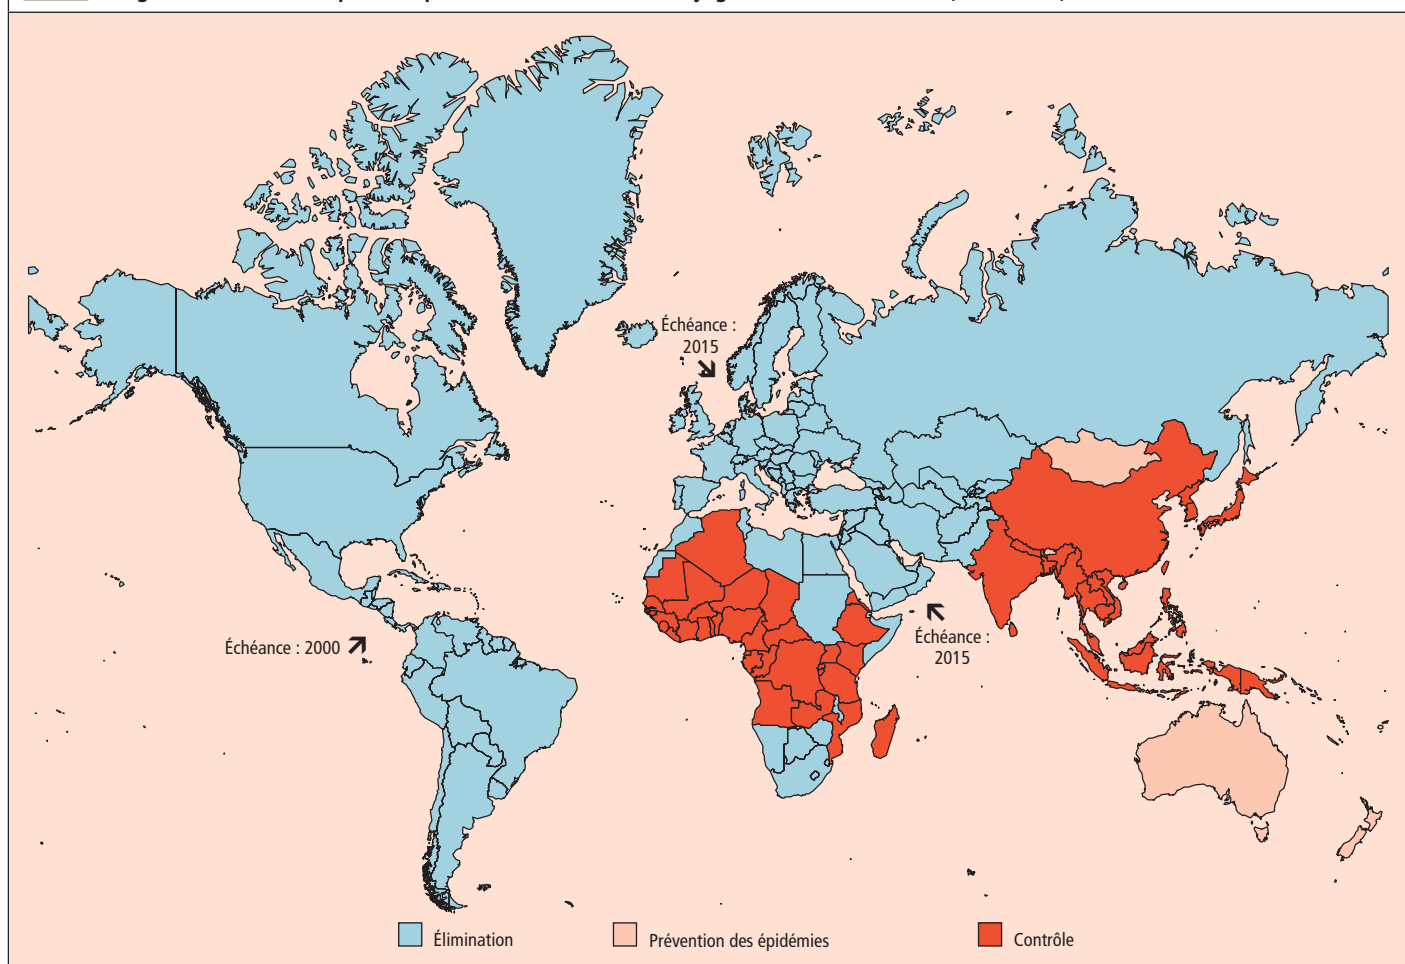 Échéance :
2015
Échéance : 2000
Échéance :
2015
Élimination
Prévention des épidémies
Contrôle